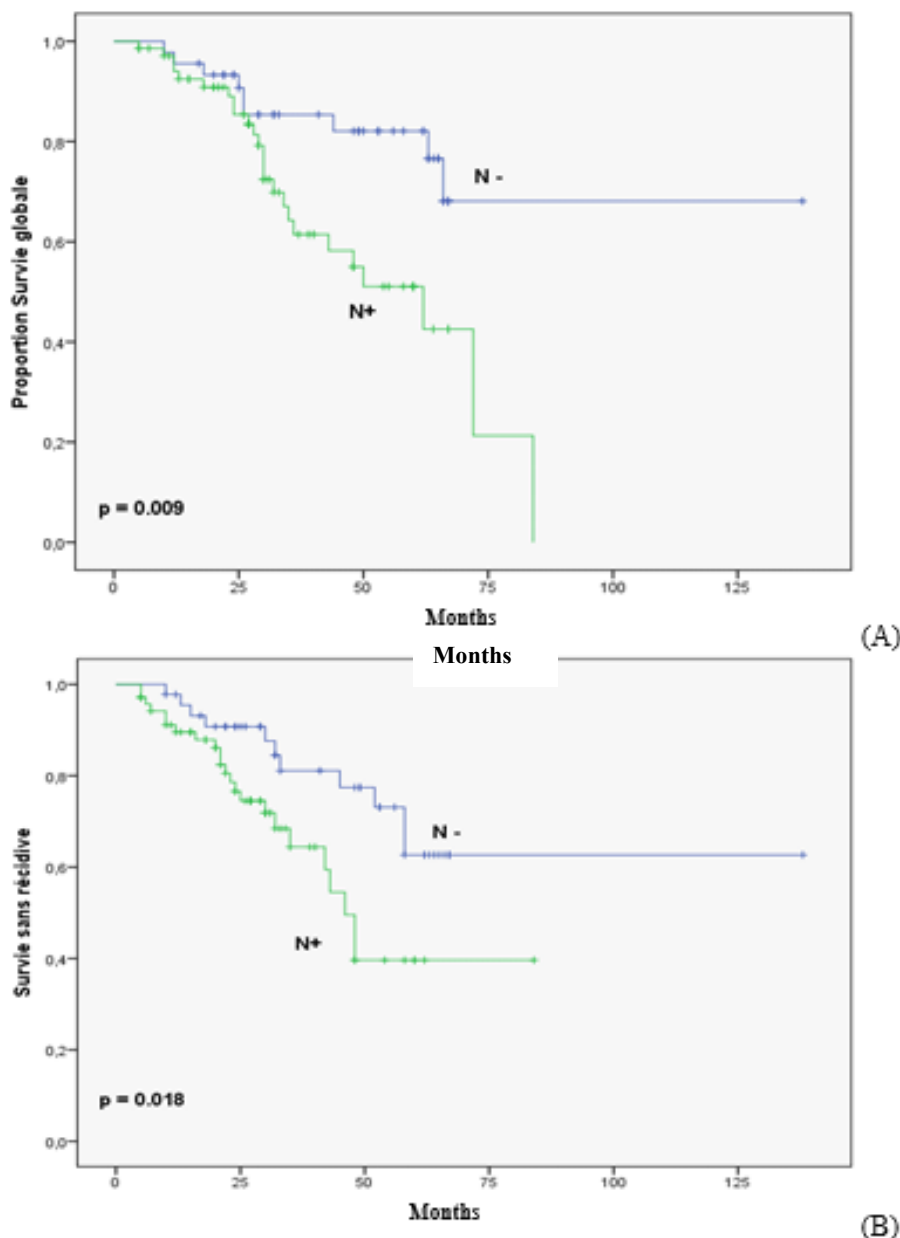 Proportion Survie globale
1,0
0,8
0,6
0,4
0,2
0,0
N -
N+
p = 0.009
0 25 50 75 100 125
Months
(A)
Months
Survie sans récidive
1,0
0,8
0,6
0,4
0,2
0,0
N -
N+
p = 0.018
0 25 50 75 100 125
Months
(B)